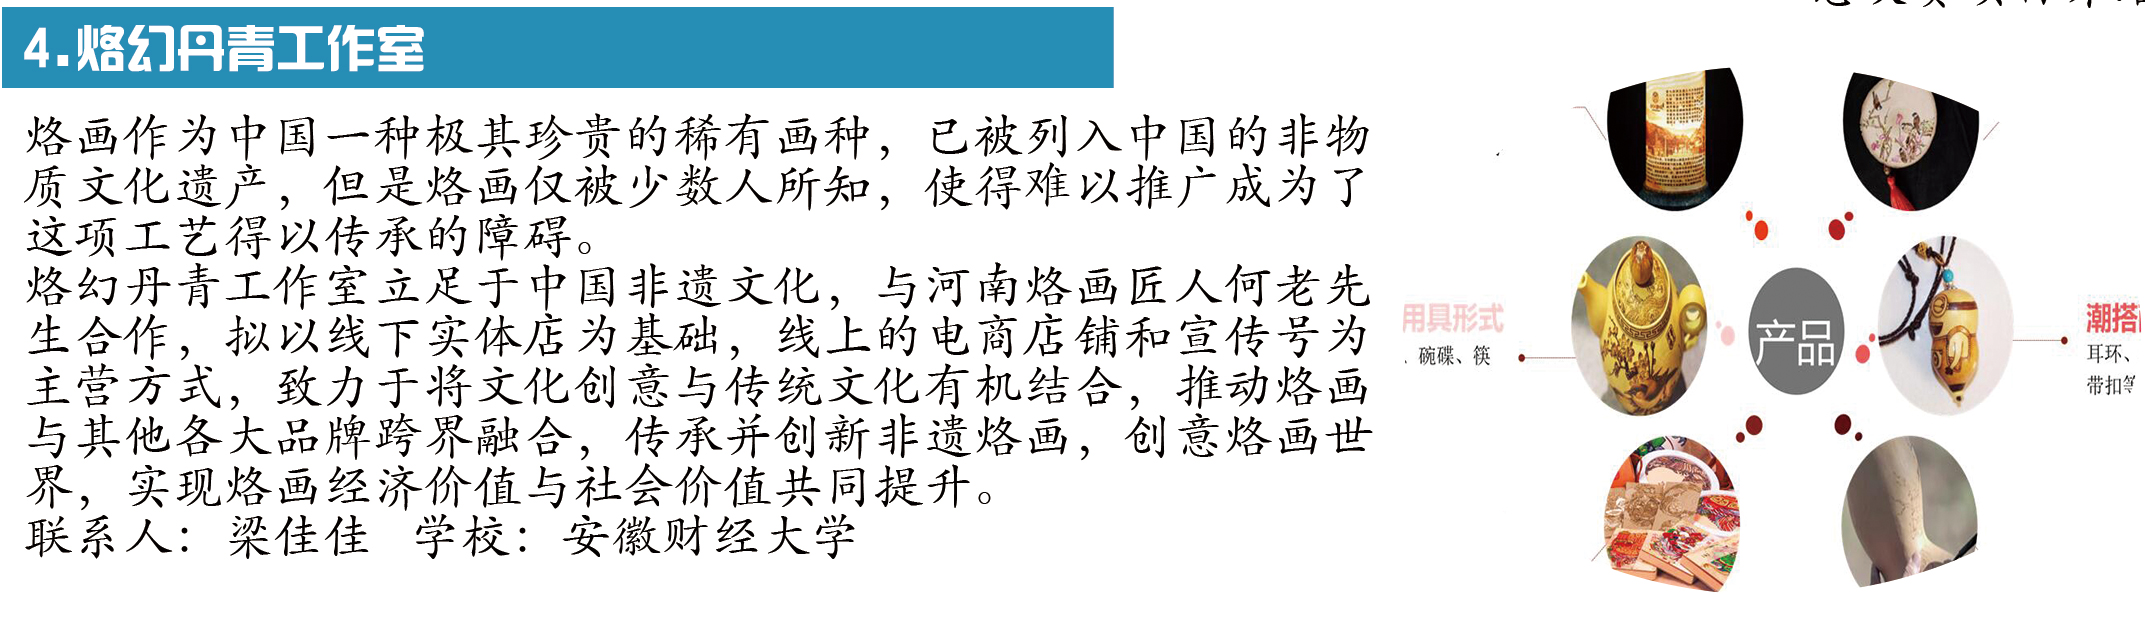 4.烙幻丹青工作室
烙画作为中国一种极其珍贵的稀有画种，已被列入中国的非物
质文化遗产，但是烙画仅被少数人所知，使得难以推广成为了
这项工艺得以传承的障碍。
烙幻丹青工作室立足于中国非遗文化，与河南烙画匠人何老先
生合作，拟以线下实体店为基础，线上的电商店铺和宣传号为
主营方式，致力于将文化创意与传统文化有机结合，推动烙画
与其他各大品牌跨界融合，传承并创新非遗烙画，创意烙画世
界，实现烙画经济价值与社会价值共同提升。
联系人：梁佳佳 学校：安徽财经大学
用具形式
碗碟、筷
产品
潮搭
耳环、
带扣等